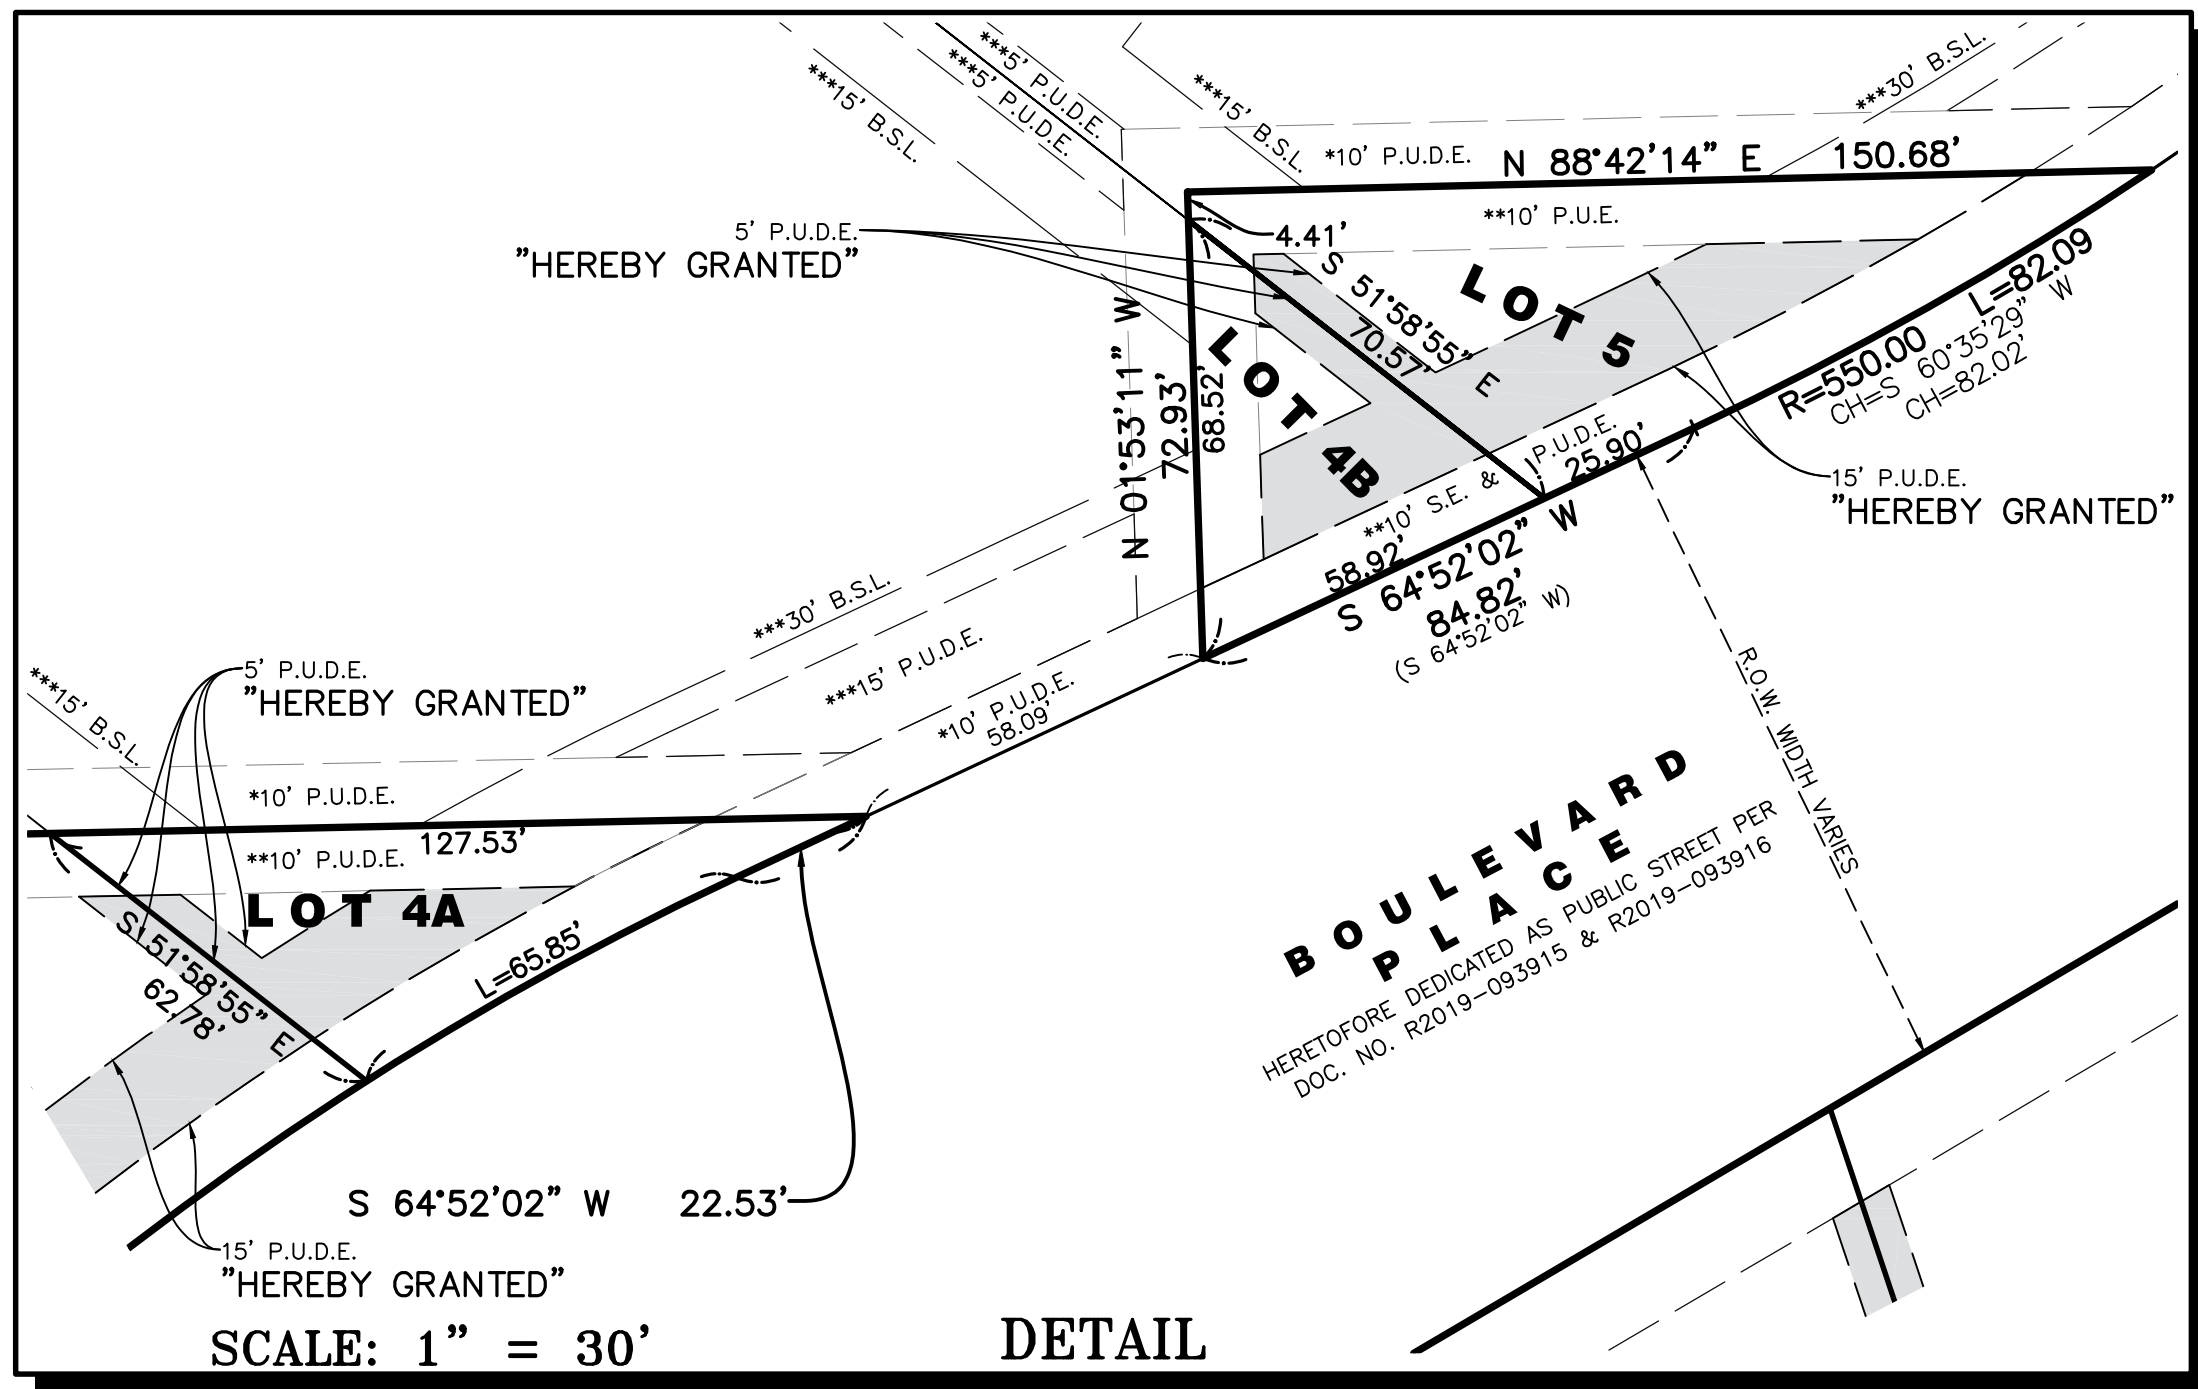 ***5' P.U.D.E.
***5' P.U.D.E.
***15' B.S.L.
***15' B.S.L.
***30' B.S.L.
*10' P.U.D.E.
N 88°42'14" E 150.68'
**10' P.U.E.
5' P.U.D.E.
"HEREBY GRANTED"
4.41'
S 51°58'55" E
70.57'
LOT 5
L=82.09
R=550.00
CH=S 60°35'29" W
CH=82.02'
LOT 4B
N 01°53'11" W
72.93'
68.52'
**10' S.E. & P.U.D.E.
25.90'
58.92'
S 64°52'02" W
84.82'
(S 64°52'02" W)
15' P.U.D.E.
"HEREBY GRANTED"
***30' B.S.L.
***15' P.U.D.E.
*10' P.U.D.E.
58.09'
R.O.W. WIDTH VARIES
5' P.U.D.E.
"HEREBY GRANTED"
***15' B.S.L.
*10' P.U.D.E.
127.53'
**10' P.U.D.E.
LOT 4A
S 51°58'55" E
62.78'
L=65.85'
BOULEVARD
PLACE
HERETOFORE DEDICATED AS PUBLIC STREET PER
DOC. NO. R2019-093915 & R2019-093916
S 64°52'02" W 22.53'
15' P.U.D.E.
"HEREBY GRANTED"
SCALE: 1" = 30'
DETAIL